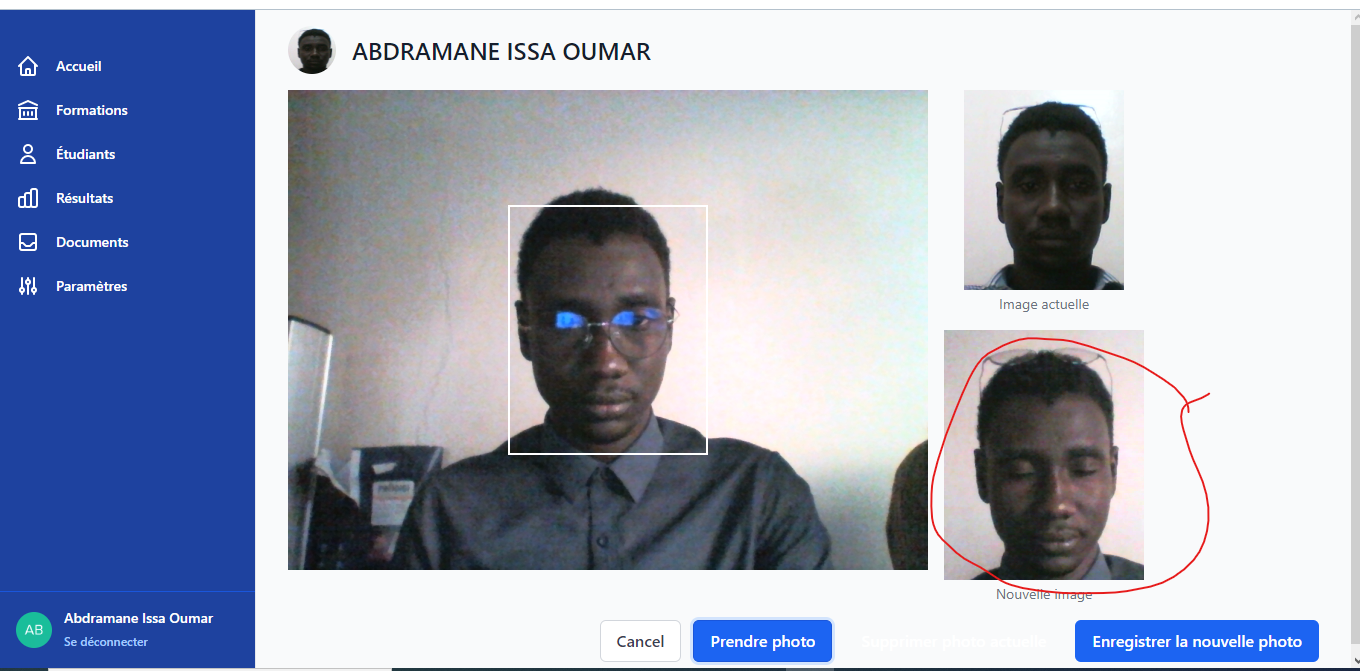 ABDRAMANE ISSA OUMAR
Accueil
Formations
Étudiants
Résultats
Documents
Paramètres
Image actuelle
Nouvelle image
AB
Abdramane Issa Oumar
Se déconnecter
Cancel
Prendre photo
Supprimer photo actuelle
Enregistrer la nouvelle photo